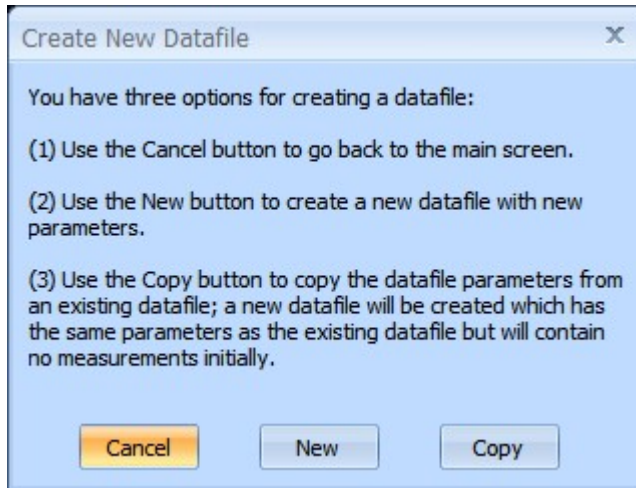 Create New Datafile
You have three options for creating a datafile:
(1) Use the Cancel button to go back to the main screen.
(2) Use the New button to create a new datafile with new
parameters.
(3) Use the Copy button to copy the datafile parameters from
an existing datafile; a new datafile will be created which has
the same parameters as the existing datafile but will contain
no measurements initially.
Cancel New Copy